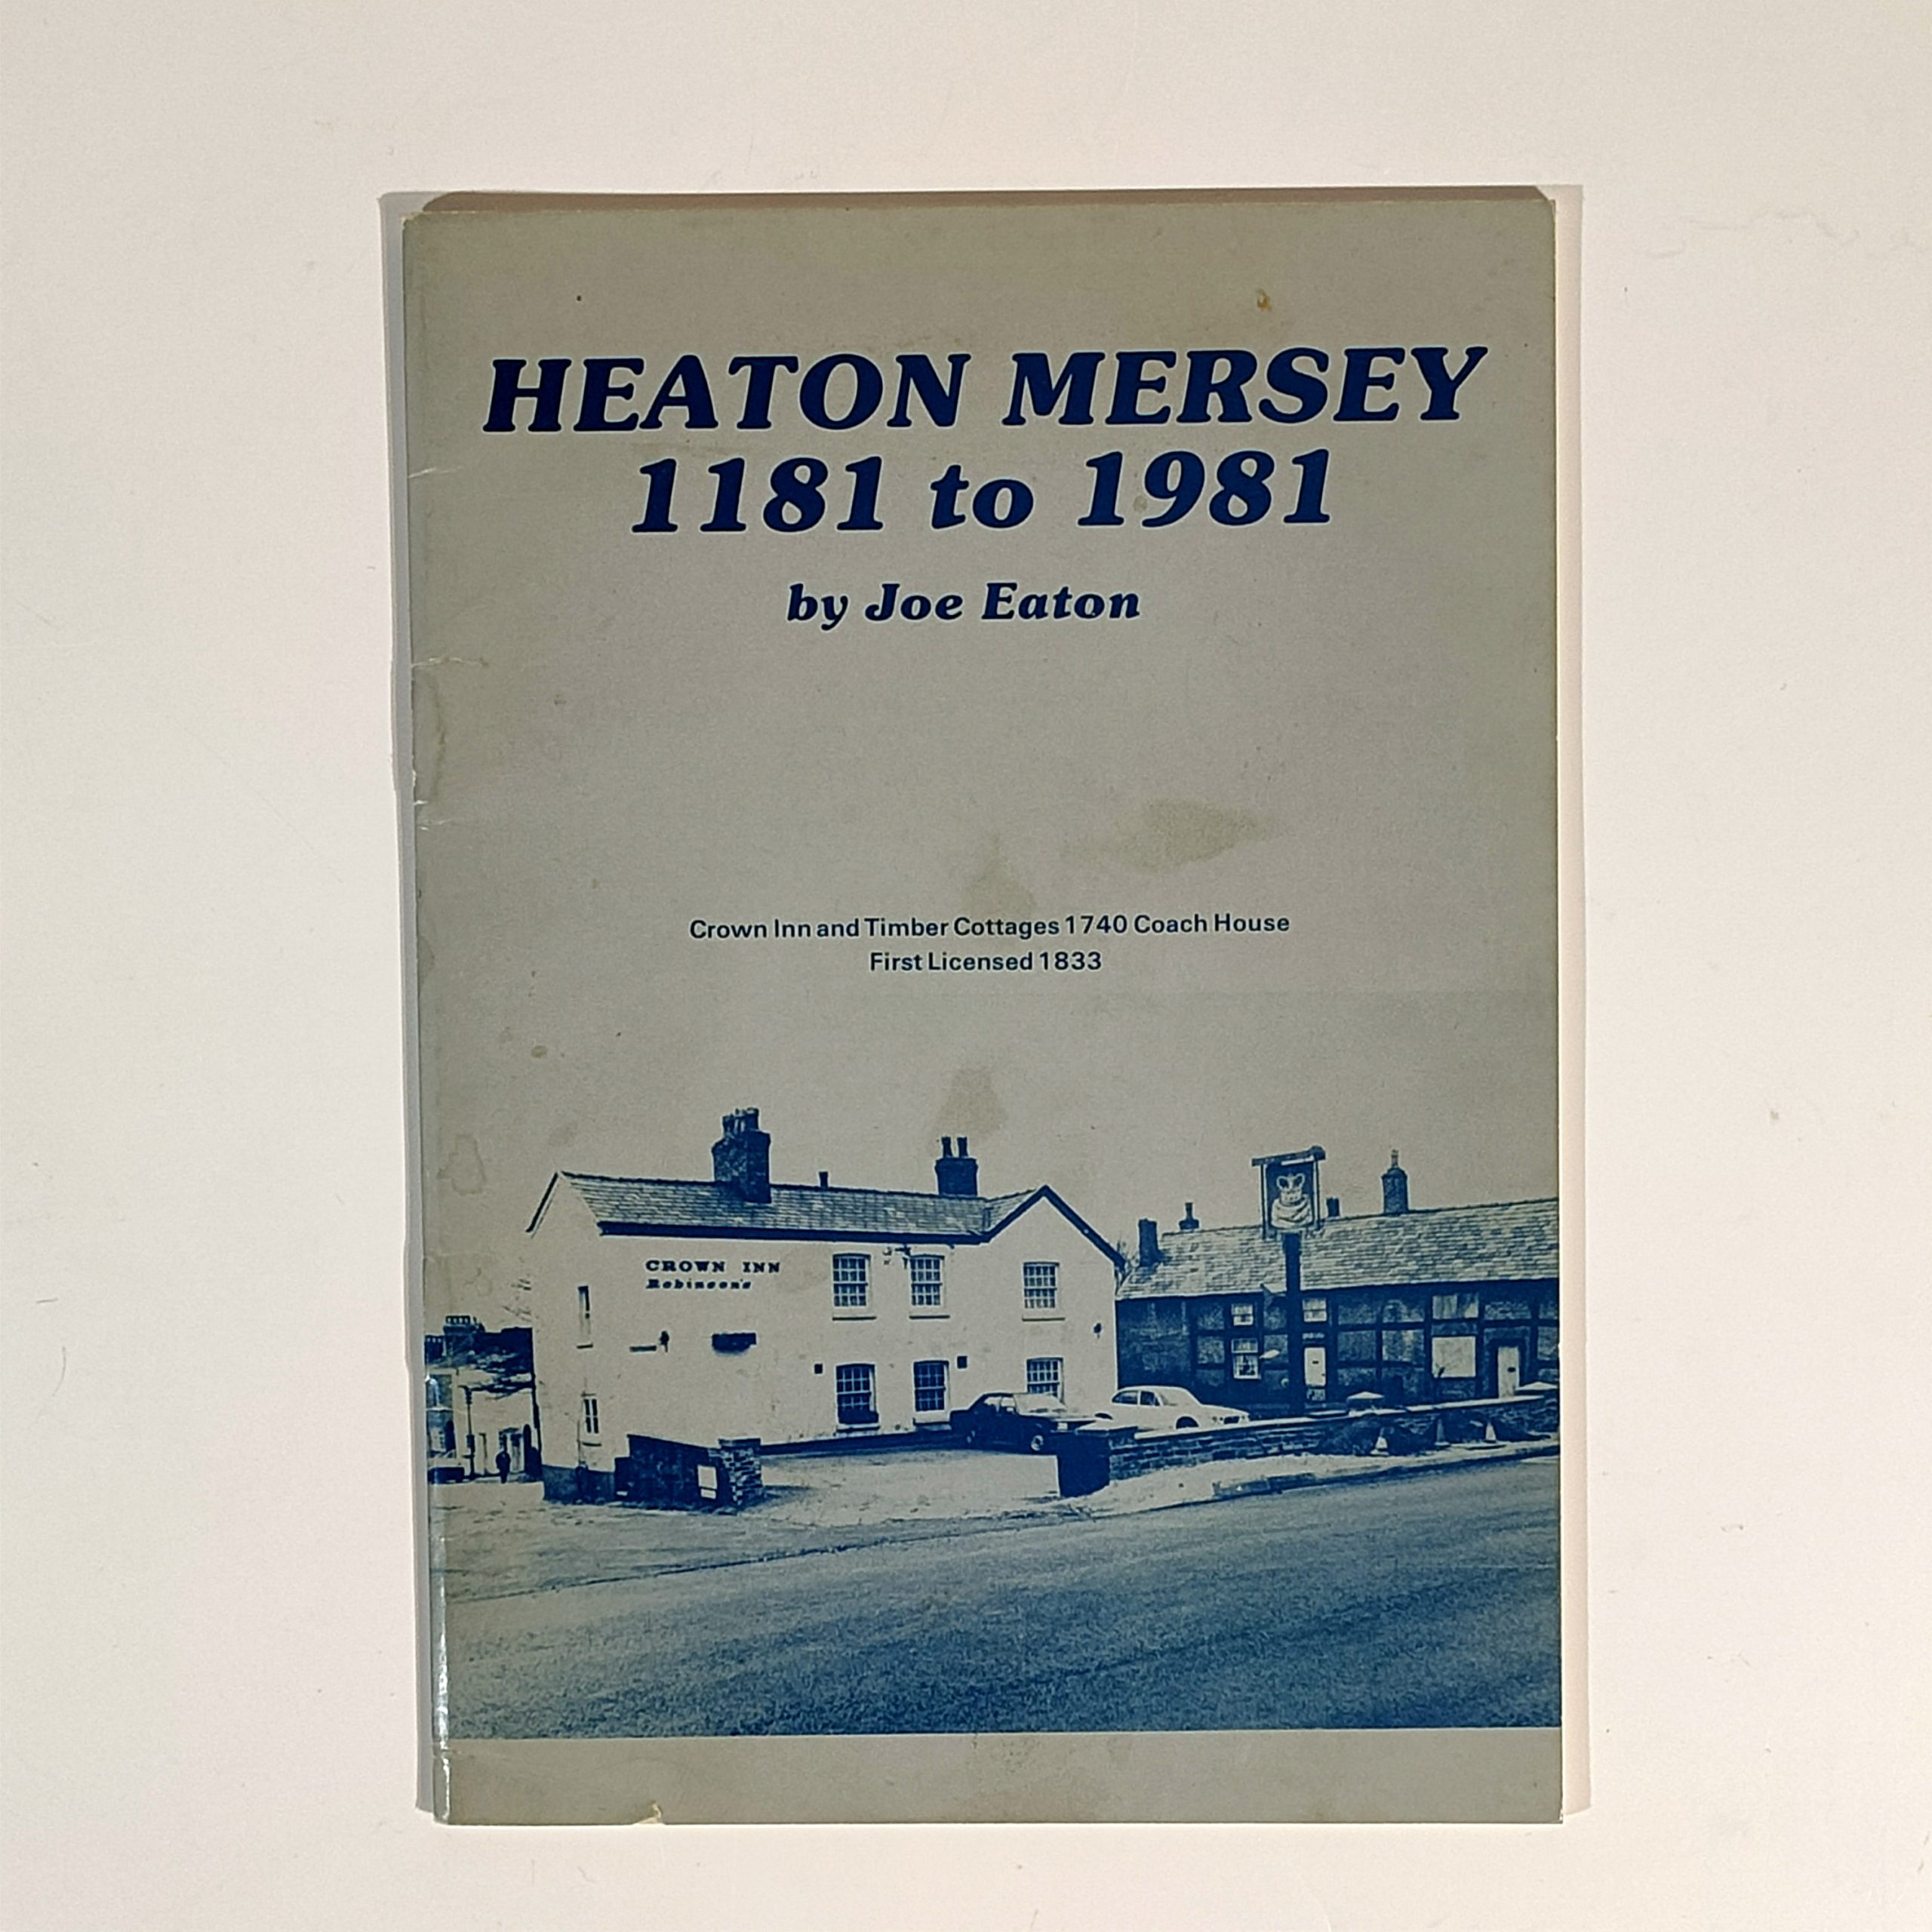 HEATON MERSEY
1181 to 1981
by Joe Eaton
Crown Inn and Timber Cottages 1740 Coach House
First Licensed 1833
CROWN INN
Robinson's